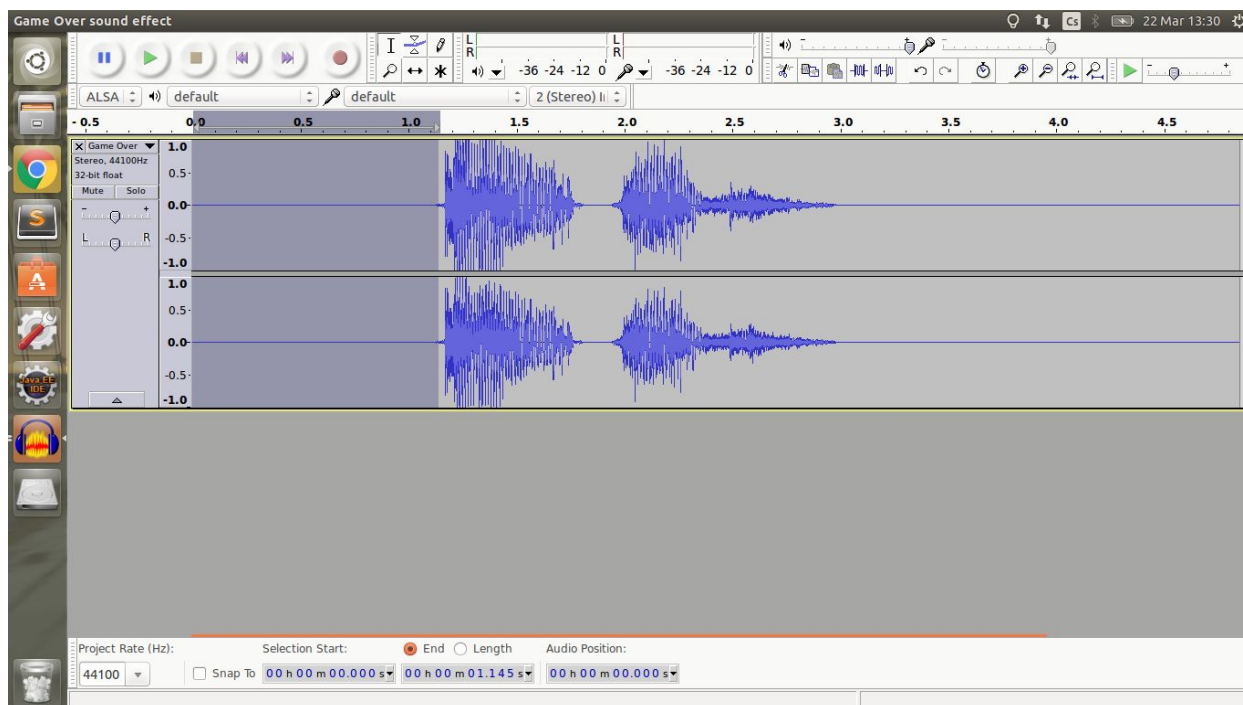 Game Over sound effect
Cs 22 Mar 13:30
L
R
-36 -24 -12 0
L
R
-36 -24 -12 0
ALSA default default 2 (Stereo) I
- 0.5 0.0 0.5 1.0 1.5 2.0 2.5 3.0 3.5 4.0 4.5
X Game Over
Stereo, 44100Hz
32-bit float
Mute Solo
- +
L R
1.0
0.5
0.0
-0.5
-1.0
1.0
0.5
0.0
-0.5
-1.0
S
A
Java EE
IDE
Project Rate (Hz): Selection Start: End Length Audio Position:
44100 Snap To 00 h 00 m 00.000 s 00 h 00 m 01.145 s 00 h 00 m 00.000 s